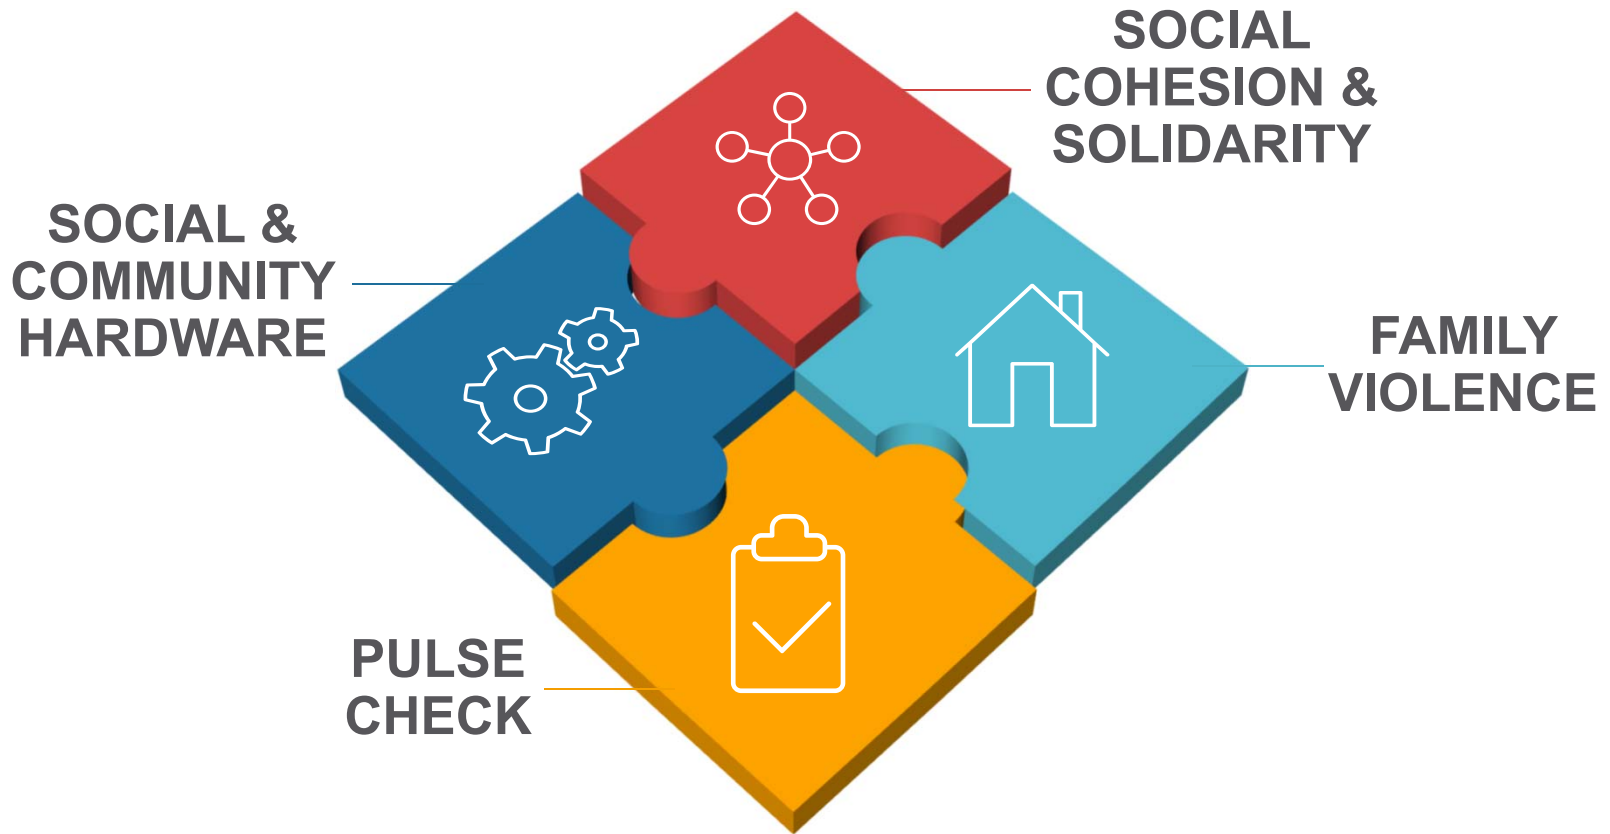 SOCIAL
COHESION &
SOLIDARITY
SOCIAL &
COMMUNITY
HARDWARE
FAMILY
VIOLENCE
PULSE
CHECK